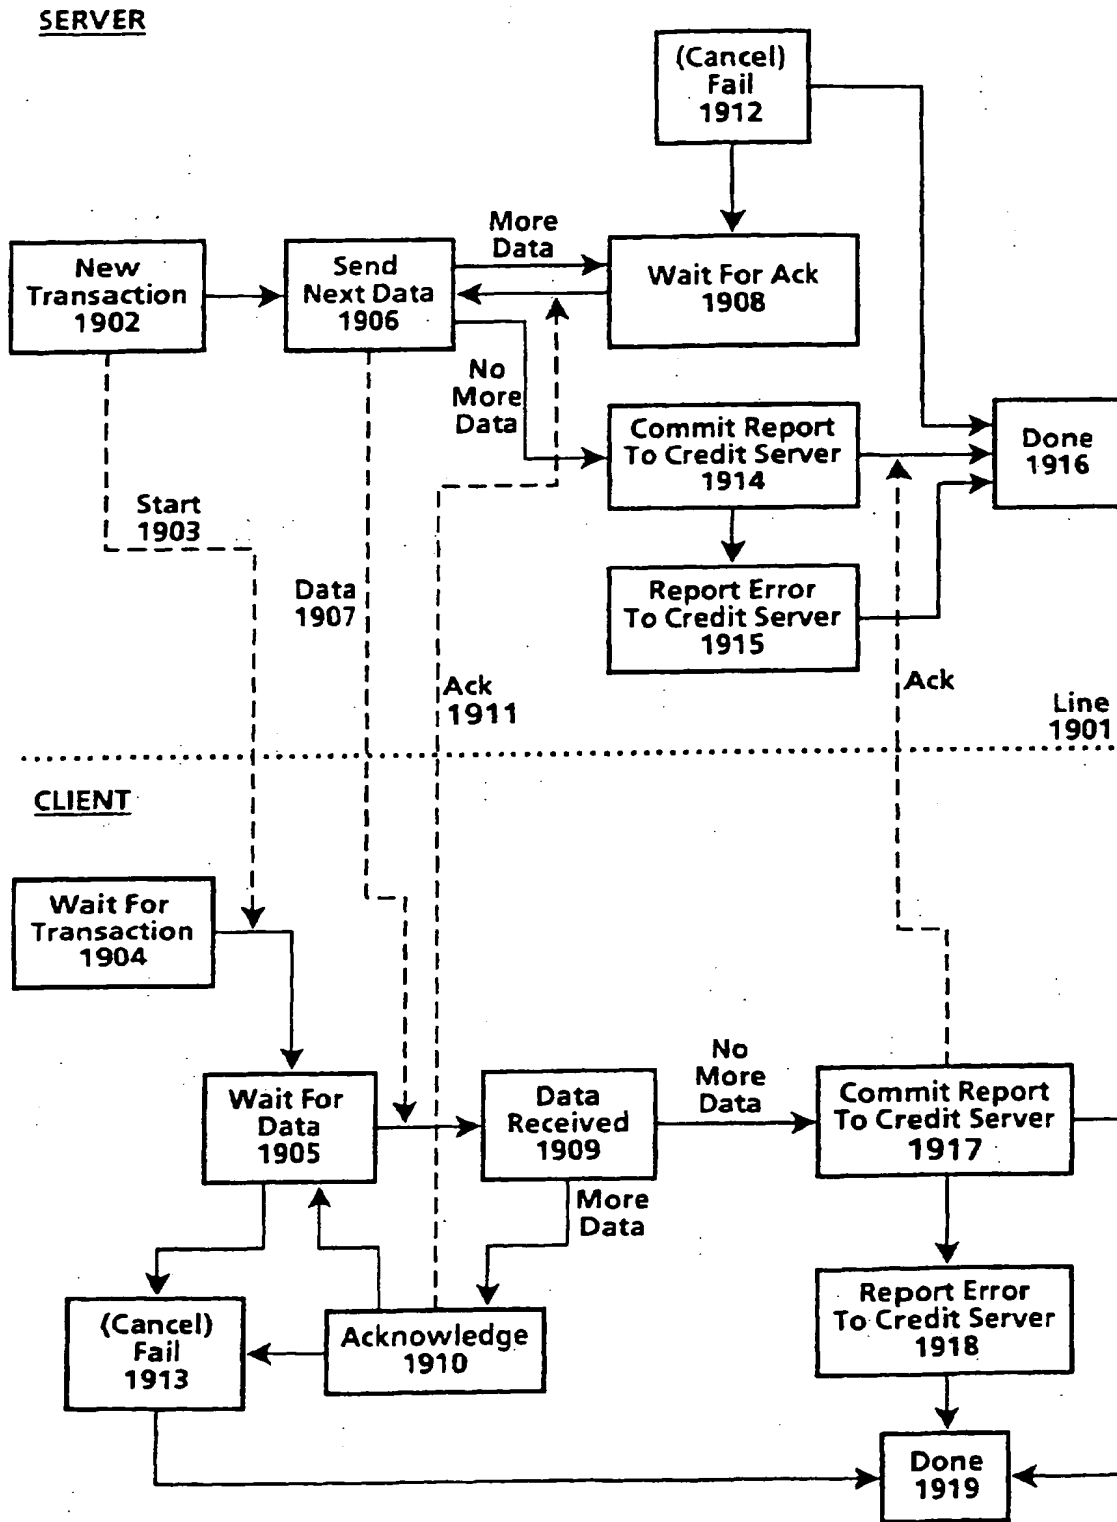 SERVER
(Cancel)
Fail
1912
More
Data
New
Transaction
1902
Send
Next Data
1906
Wait For Ack
1908
No
More
Data
Commit Report
To Credit Server
1914
Done
1916
Start
1903
Data
1907
Report Error
To Credit Server
1915
Ack
1911
Ack
Line
1901
CLIENT
Wait For
Transaction
1904
Wait For
Data
1905
Data
Received
1909
No
More
Data
Commit Report
To Credit Server
1917
More
Data
(Cancel)
Fail
1913
Acknowledge
1910
Report Error
To Credit Server
1918
Done
1919